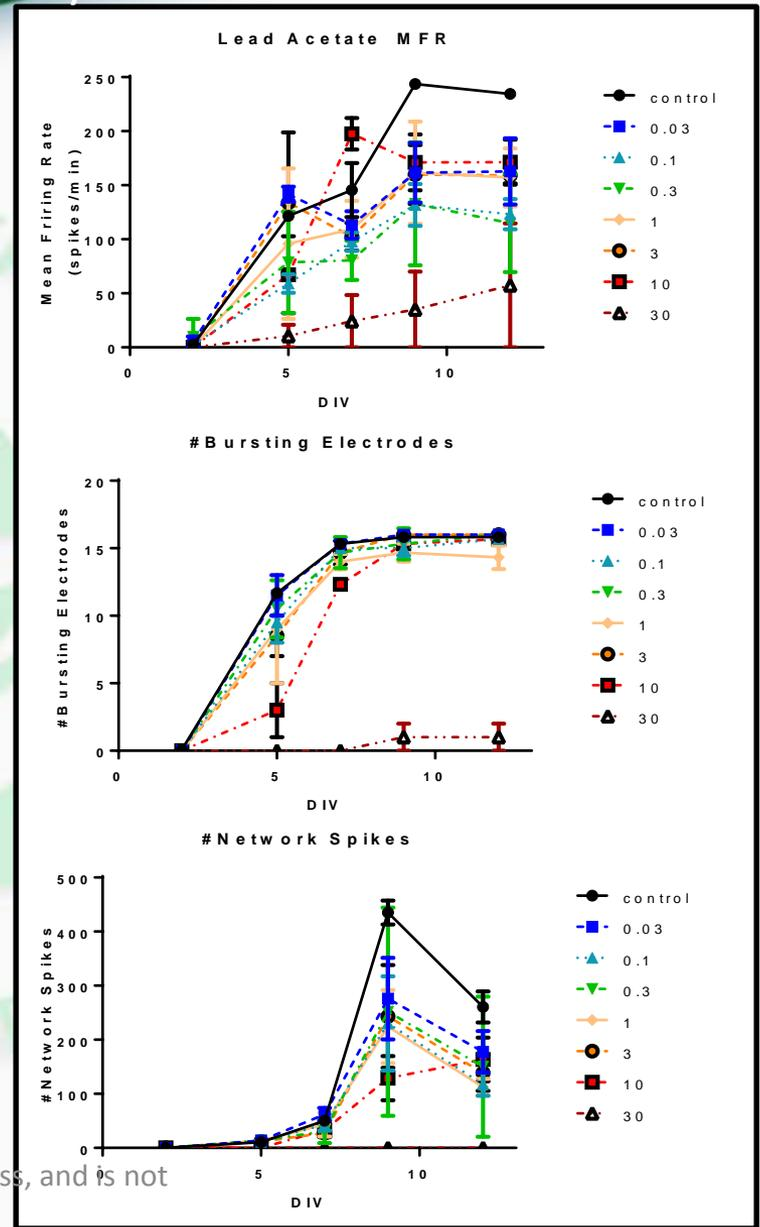 Lead Acetate MFR
Mean Friring Rate
(spikes/min)
250
200
150
100
50
0
0 5 10
DIV
control
0.03
0.1
0.3
1
3
10
30
#Bursting Electrodes
#Bursting Electrodes
20
15
10
5
0
0 5 10
DIV
control
0.03
0.1
0.3
1
3
10
30
#Network Spikes
#Network Spikes
500
400
300
200
100
0
0 5 10
DIV
control
0.03
0.1
0.3
1
3
10
30
ss, and is not